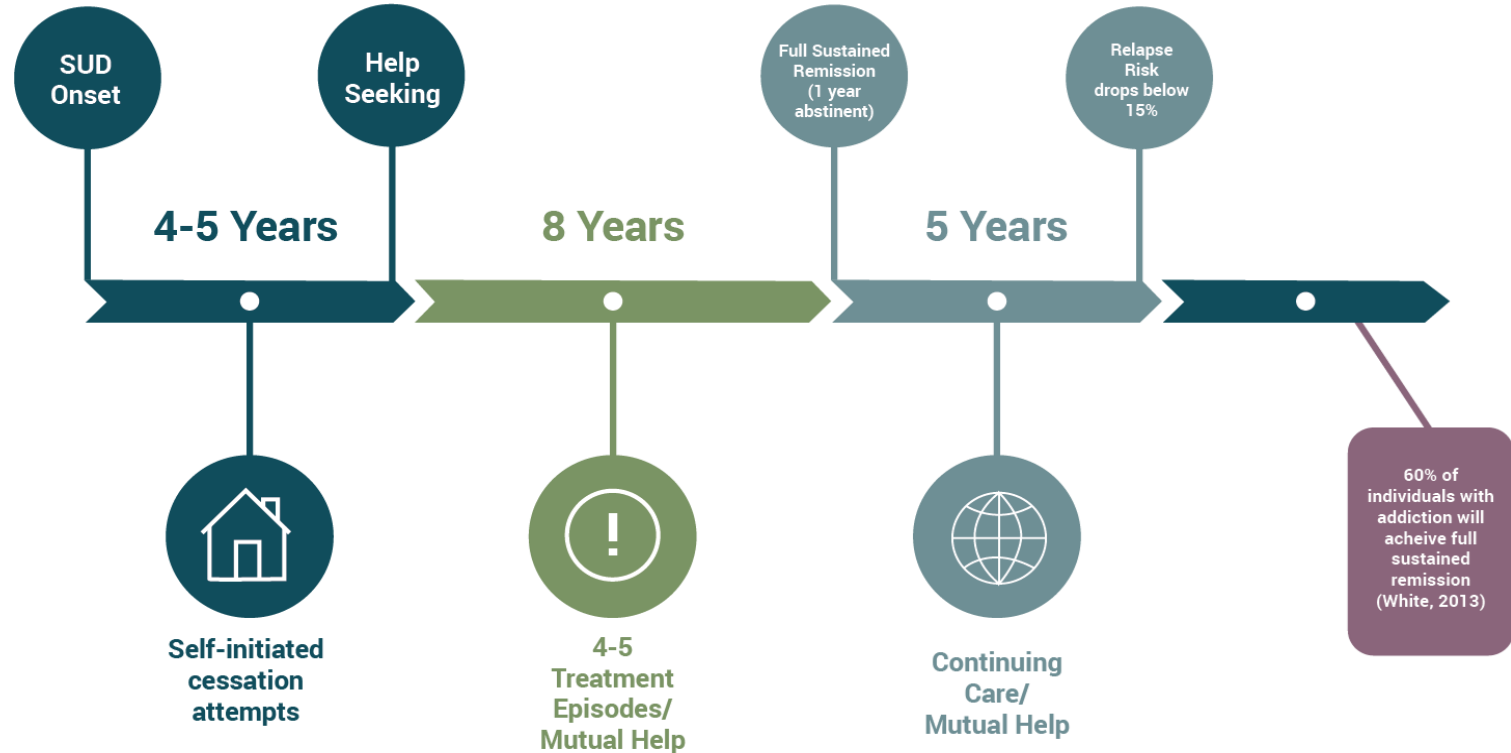 SUD
Onset
Help
Seeking
Full Sustained
Remission
(1 year
abstinent)
Relapse
Risk
drops below
15%
4-5 Years
8 Years
5 Years
!
Self-initiated
cessation
attempts
4-5
Treatment
Episodes/
Mutual Help
Continuing
Care/
Mutual Help
60% of
individuals with
addiction will
acheive full
sustained
remission
(White, 2013)